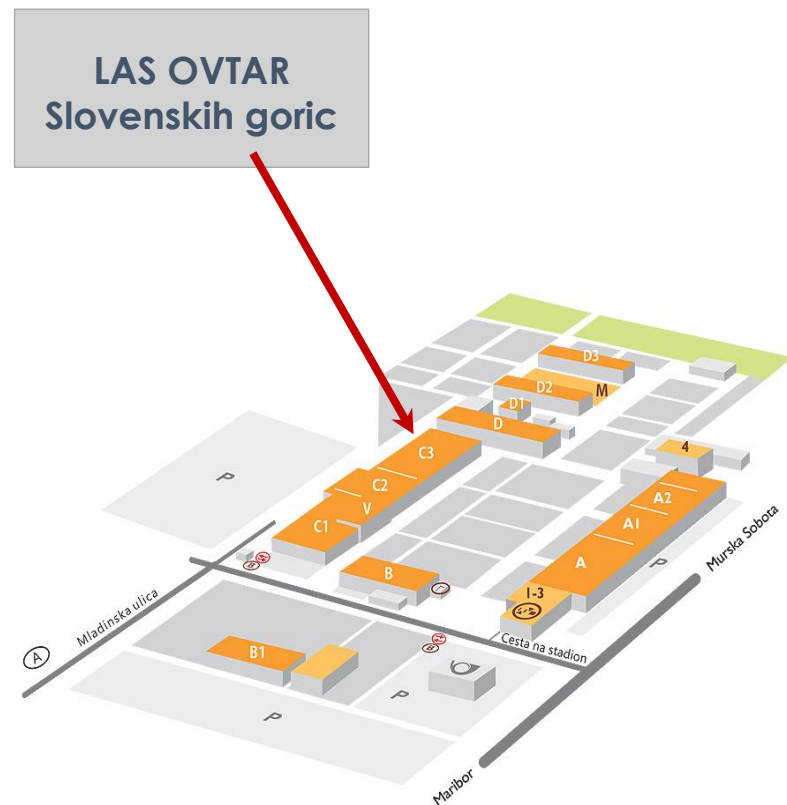 LAS OVTAR
Slovenskih goric
D3
D2
M
D1
D
C3
4
C2
P
A2
V
A1
C1
Murska Sobota
A
P
B
B
1-3
Mladinska ulica
Cesta na stadion
A
B
B1
P
P
Maribor